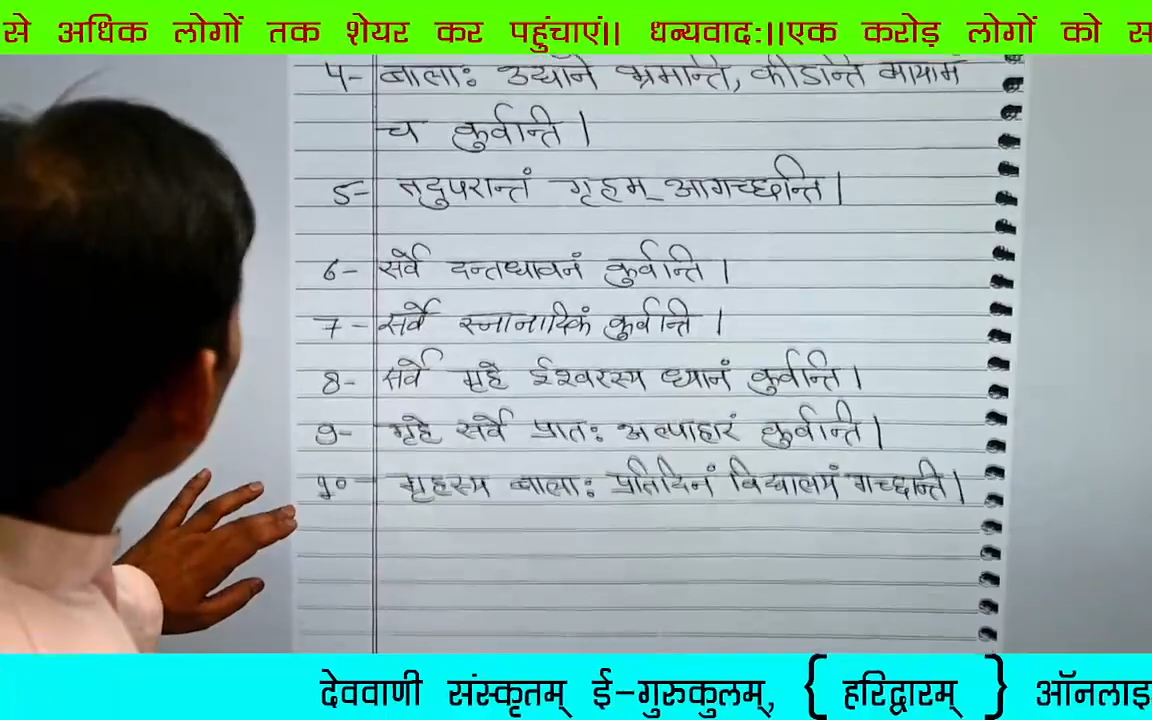 से अधिक लोगों तक शेयर कर पहुंचाएं॥ धन्यवादः॥एक करोड़ लोगों को स
४- बालाः उद्याने भ्रमन्ति, क्रीडन्ति
च कुर्वन्ति।
5- तदुपरान्तं गृहम् आगच्छन्ति।
6- सर्वे दन्तधावनं कुर्वन्ति।
7- सर्वे स्नानादिकं कुर्वन्ति।
8- सर्वे गृहे ईश्वरस्य ध्यानं कुर्वन्ति।
9- गृहे सर्वे प्रातः अल्पाहारं कुर्वन्ति।
१०- गृहस्य बालाः प्रतिदिनं विद्यालयं गच्छन्ति।
देववाणी संस्कृतम् ई-गुरुकुलम्, { हरिद्वारम् } ऑनलाइ